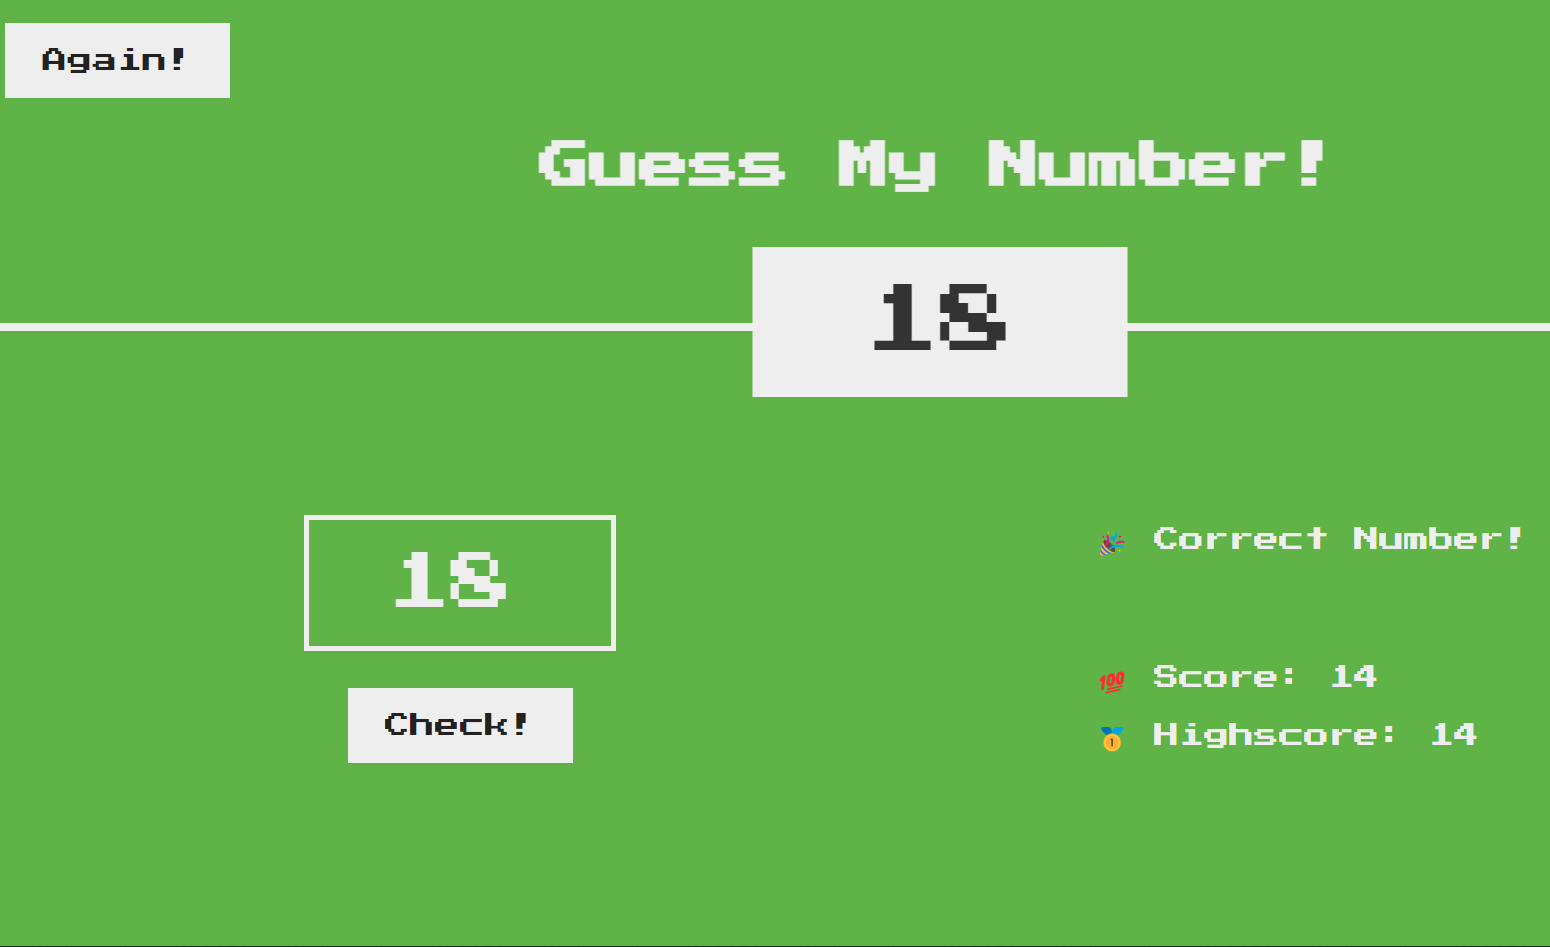 Again!
Guess My Number!
18
18
Check!
🎉 Correct Number!
💯 Score: 14
🥇 Highscore: 14